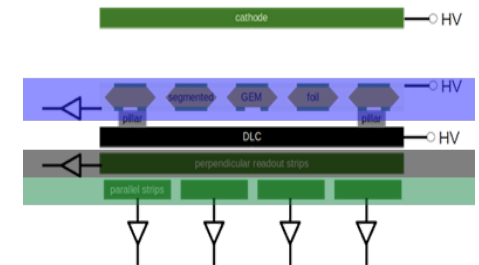 cathode HV
HV
segmented GEM foil
pillar pillar
DLC HV
perpendicular readout strips
parallel strips